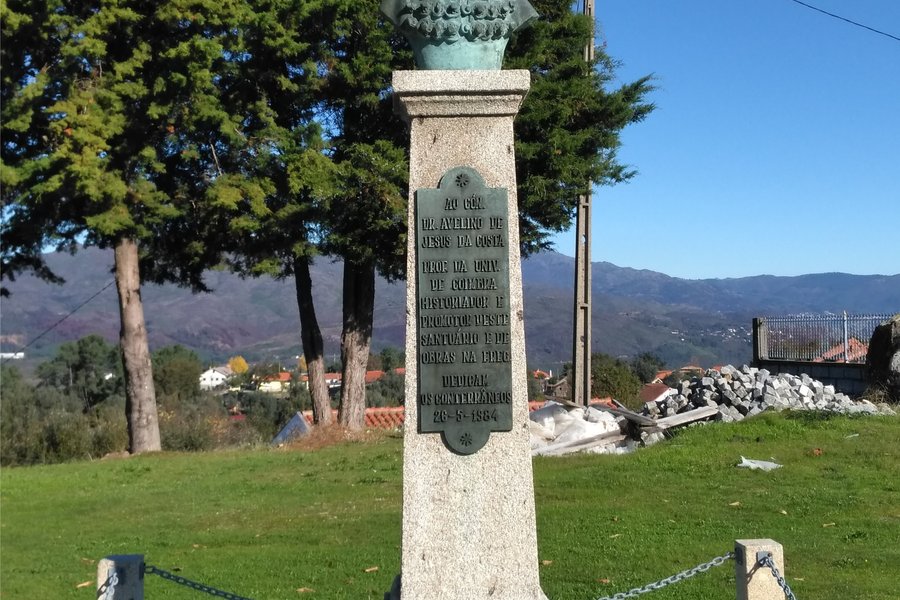 AO CÓN.
DR. AVELINO DE
JESUS DA COSTA
PROF. DA UNIV.
DE COIMBRA
HISTORIADOR E
PROMOTOR DESTE
SANTUÁRIO E DE
OBRAS NA FREG.
DEDICAM
OS CONTERRÂNEOS
26-5-1984